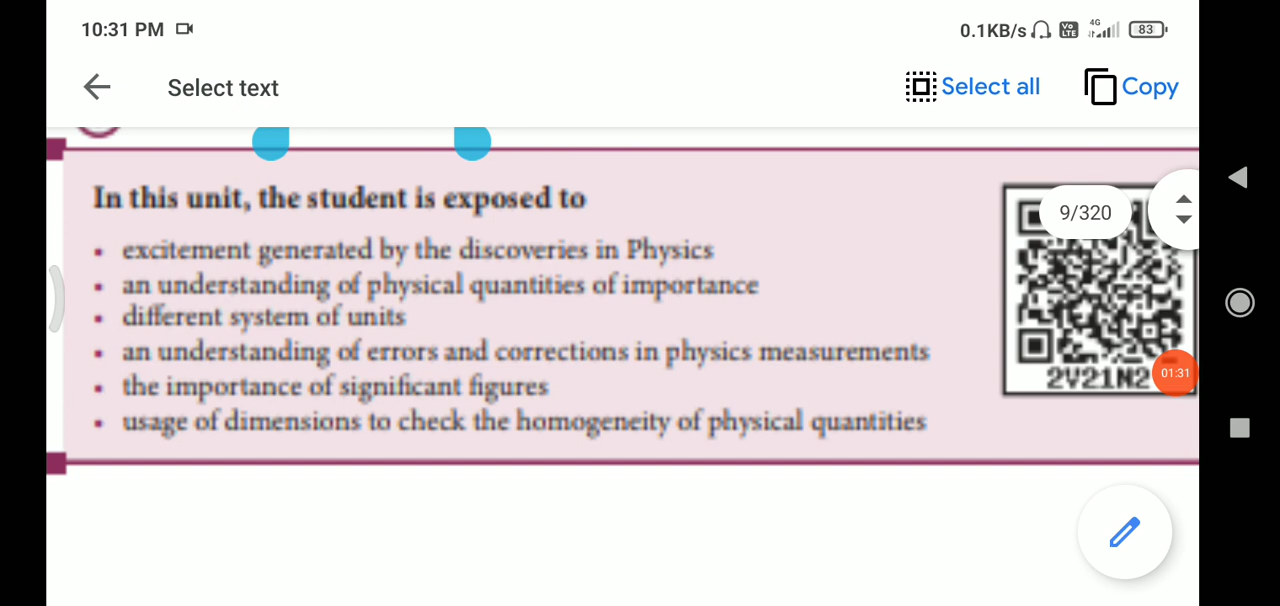 10:31 PM 0.1KB/s Vo LTE 4G 83
Select text Select all Copy
In this unit, the student is exposed to
9/320
• excitement generated by the discoveries in Physics
• an understanding of physical quantities of importance
• different system of units
• an understanding of errors and corrections in physics measurements
2V21N2 01:31
• the importance of significant figures
• usage of dimensions to check the homogeneity of physical quantities